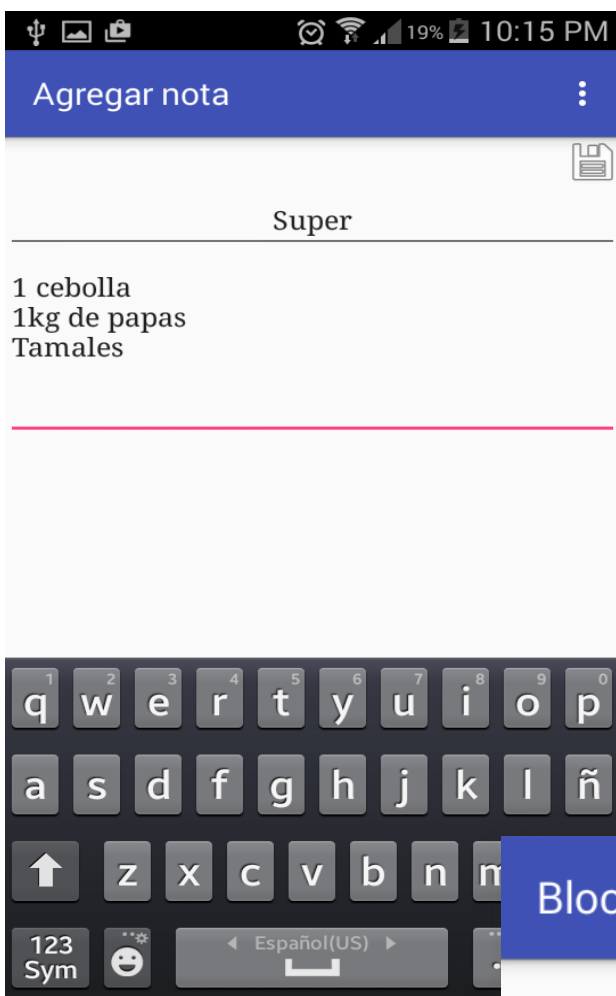 19% 10:15 PM
Agregar nota
Super
1 cebolla
1kg de papas
Tamales
1 2 3 4 5 6 7 8 9 0
q w e r t y u i o p
a s d f g h j k l ñ
z x c v b n m
Bloc
123 Español(US)
Sym